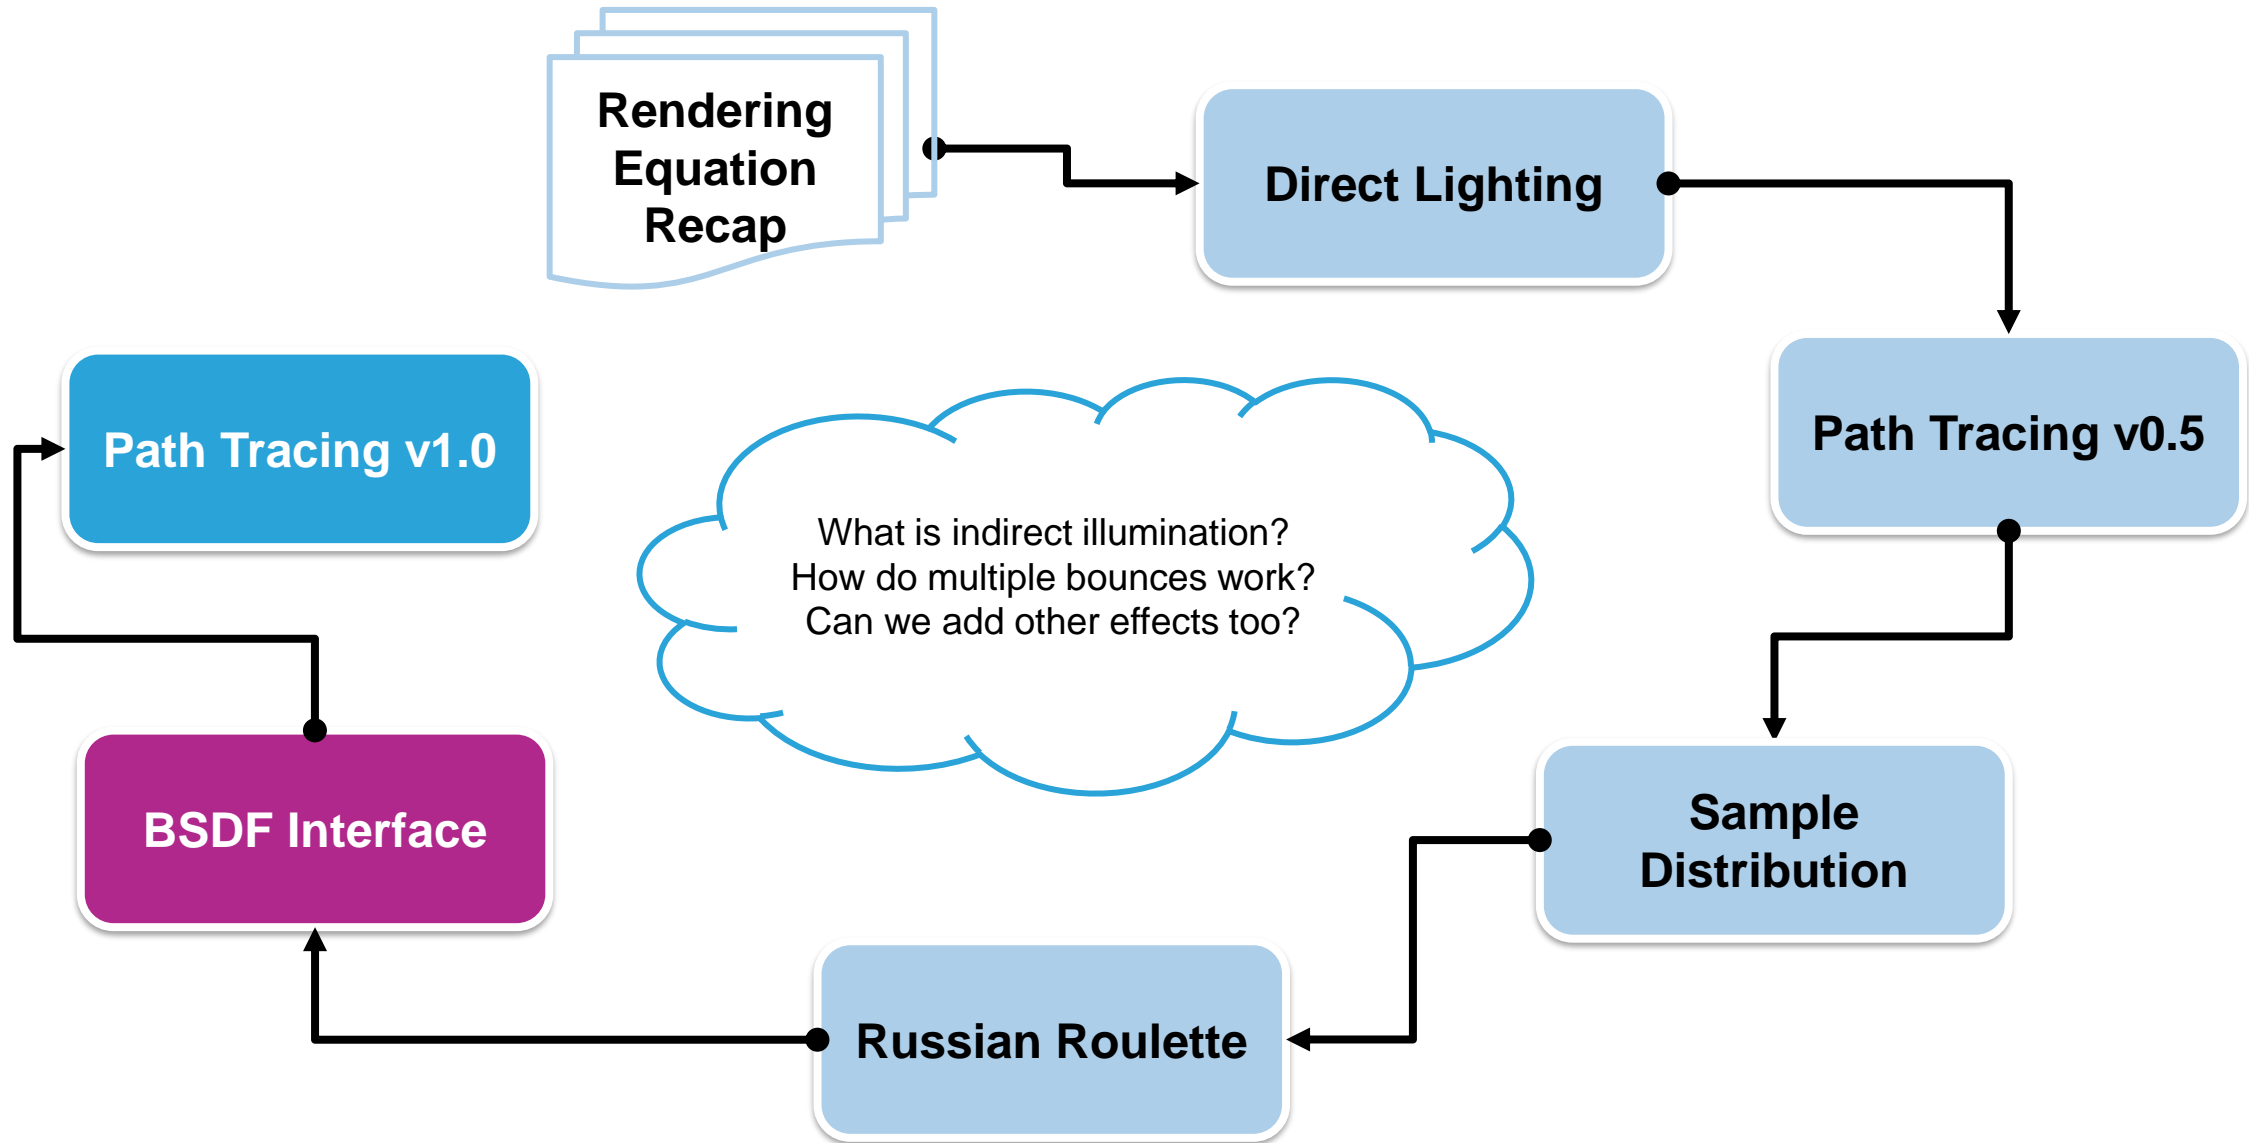 Rendering
Equation
Recap
Direct Lighting
Path Tracing v0.5
Sample
Distribution
Russian Roulette
BSDF Interface
Path Tracing v1.0
What is indirect illumination?
How do multiple bounces work?
Can we add other effects too?